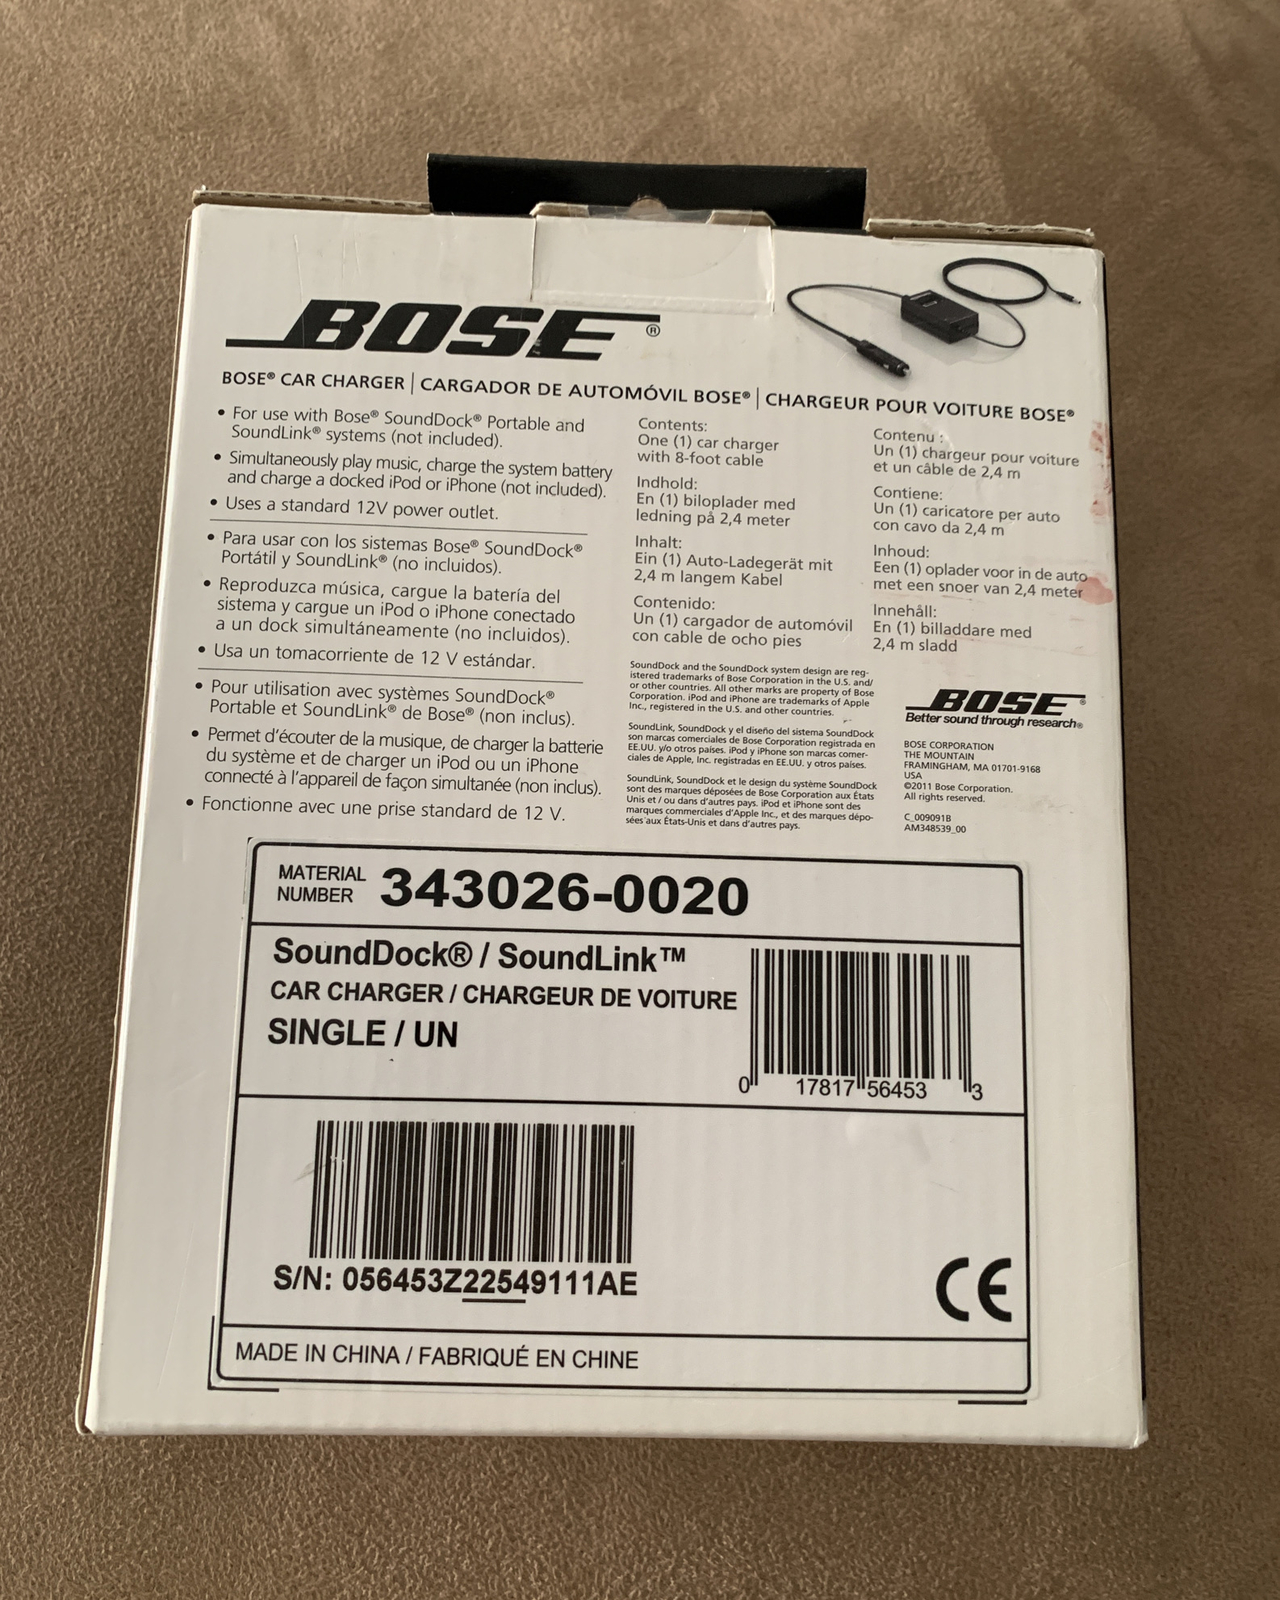 BOSE®
BOSE® CAR CHARGER | CARGADOR DE AUTOMÓVIL BOSE® | CHARGEUR POUR VOITURE BOSE®
• For use with Bose® SoundDock® Portable and
SoundLink® systems (not included).
• Simultaneously play music, charge the system battery
and charge a docked iPod or iPhone (not included).
• Uses a standard 12V power outlet.
• Para usar con los sistemas Bose® SoundDock®
Portátil y SoundLink® (no incluidos).
• Reproduzca música, cargue la batería del
sistema y cargue un iPod o iPhone conectado
a un dock simultáneamente (no incluidos).
• Usa un tomacorriente de 12 V estándar.
• Pour utilisation avec systèmes SoundDock®
Portable et SoundLink® de Bose® (non inclus).
• Permet d'écouter de la musique, de charger la batterie
du système et de charger un iPod ou un iPhone
connecté à l'appareil de façon simultanée (non inclus).
• Fonctionne avec une prise standard de 12 V.
Contents:
One (1) car charger
with 8-foot cable
Indhold:
En (1) biloplader med
ledning på 2,4 meter
Inhalt:
Ein (1) Auto-Ladegerät mit
2,4 m langem Kabel
Contenido:
Un (1) cargador de automóvil
con cable de ocho pies
Contenu :
Un (1) chargeur pour voiture
et un câble de 2,4 m
Contiene:
Un (1) caricatore per auto
con cavo da 2,4 m
Inhoud:
Een (1) oplader voor in de auto
met een snoer van 2,4 meter
Innehåll:
En (1) billaddare med
2,4 m sladd
SoundDock and the SoundDock system design are reg-
istered trademarks of Bose Corporation in the U.S. and/
or other countries. All other marks are property of Bose
Corporation. iPod and iPhone are trademarks of Apple
Inc., registered in the U.S. and other countries.
SoundLink, SoundDock y el diseño del sistema SoundDock
son marcas comerciales de Bose Corporation registrada en
EE.UU. y/o otros países. iPod y iPhone son marcas comer-
ciales de Apple, Inc. registradas en EE.UU. y otros países.
SoundLink, SoundDock et le design du système SoundDock
sont des marques déposées de Bose Corporation aux États
Unis et / ou dans d'autres pays. iPod et iPhone sont des
marques commerciales d'Apple Inc., et des marques dépo-
sées aux États-Unis et dans d'autres pays.
BOSE®
Better sound through research®
BOSE CORPORATION
THE MOUNTAIN
FRAMINGHAM, MA 01701-9168
USA
©2011 Bose Corporation.
All rights reserved.
C_009091B
AM348539_00
MATERIAL
NUMBER 343026-0020
SoundDock® / SoundLink™
CAR CHARGER / CHARGEUR DE VOITURE
SINGLE / UN
0 17817 56453 3
S/N: 056453Z22549111AE
CE
MADE IN CHINA / FABRIQUÉ EN CHINE